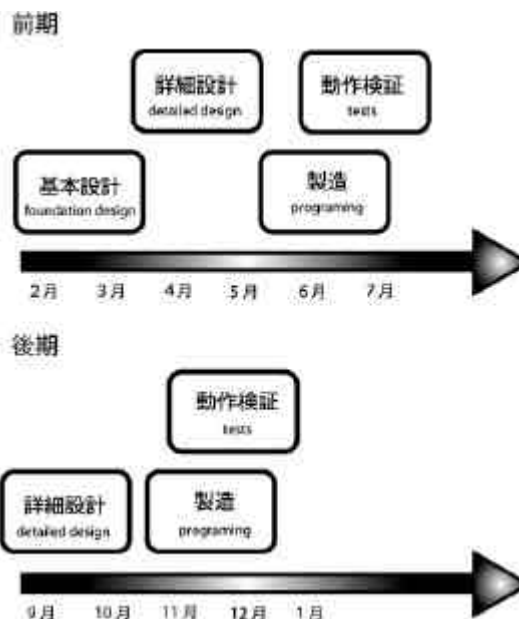 前期
詳細設計
detailed design
動作検証
tests
基本設計
foundation design
製造
programing
2月 3月 4月 5月 6月 7月
後期
動作検証
tests
詳細設計
detailed design
製造
programing
9月 10月 11月 12月 1月